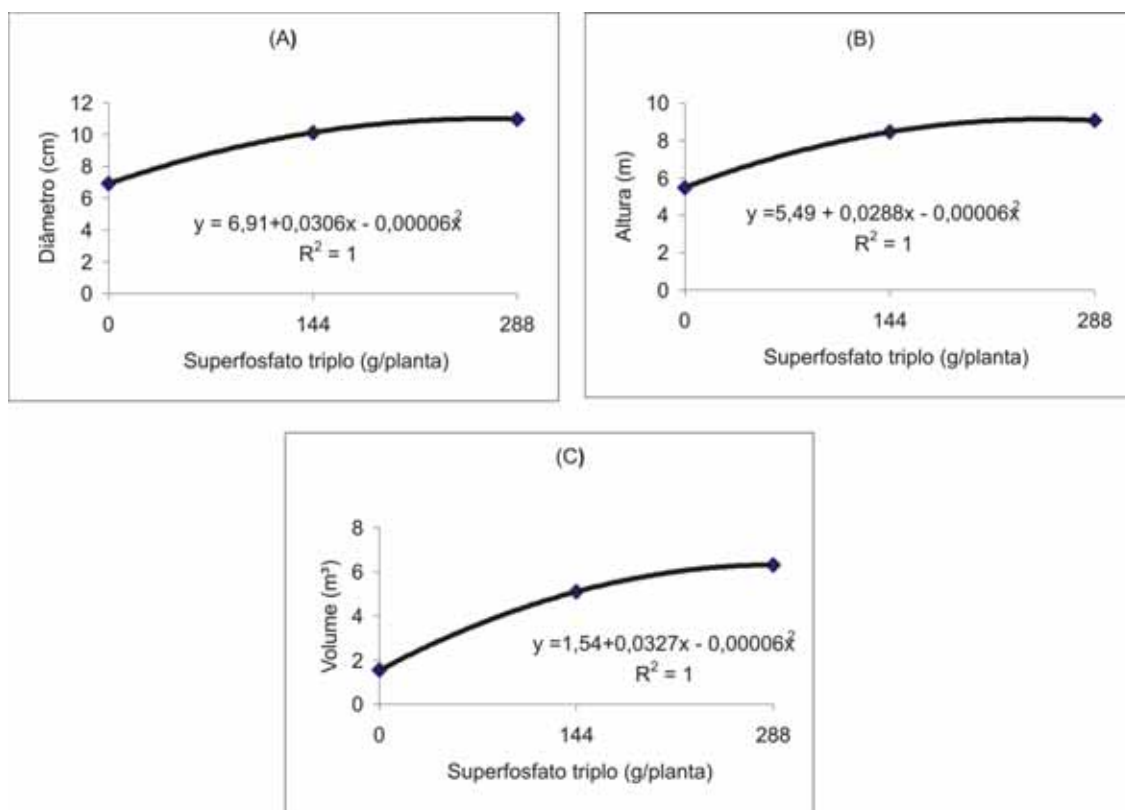 (A)
Diâmetro (cm)
12
10
8
6
4
2
0
y = 6,91+0,0306x - 0,00006x²
R² = 1
0 144 288
Superfosfato triplo (g/planta)
(B)
Altura (m)
10
8
6
4
2
0
y =5,49 + 0,0288x - 0,00006x²
R² = 1
0 144 288
Superfosfato triplo (g/planta)
(C)
Volume (m³)
8
6
4
2
0
y =1,54+0,0327x - 0,00006x²
R² = 1
0 144 288
Superfosfato triplo (g/planta)